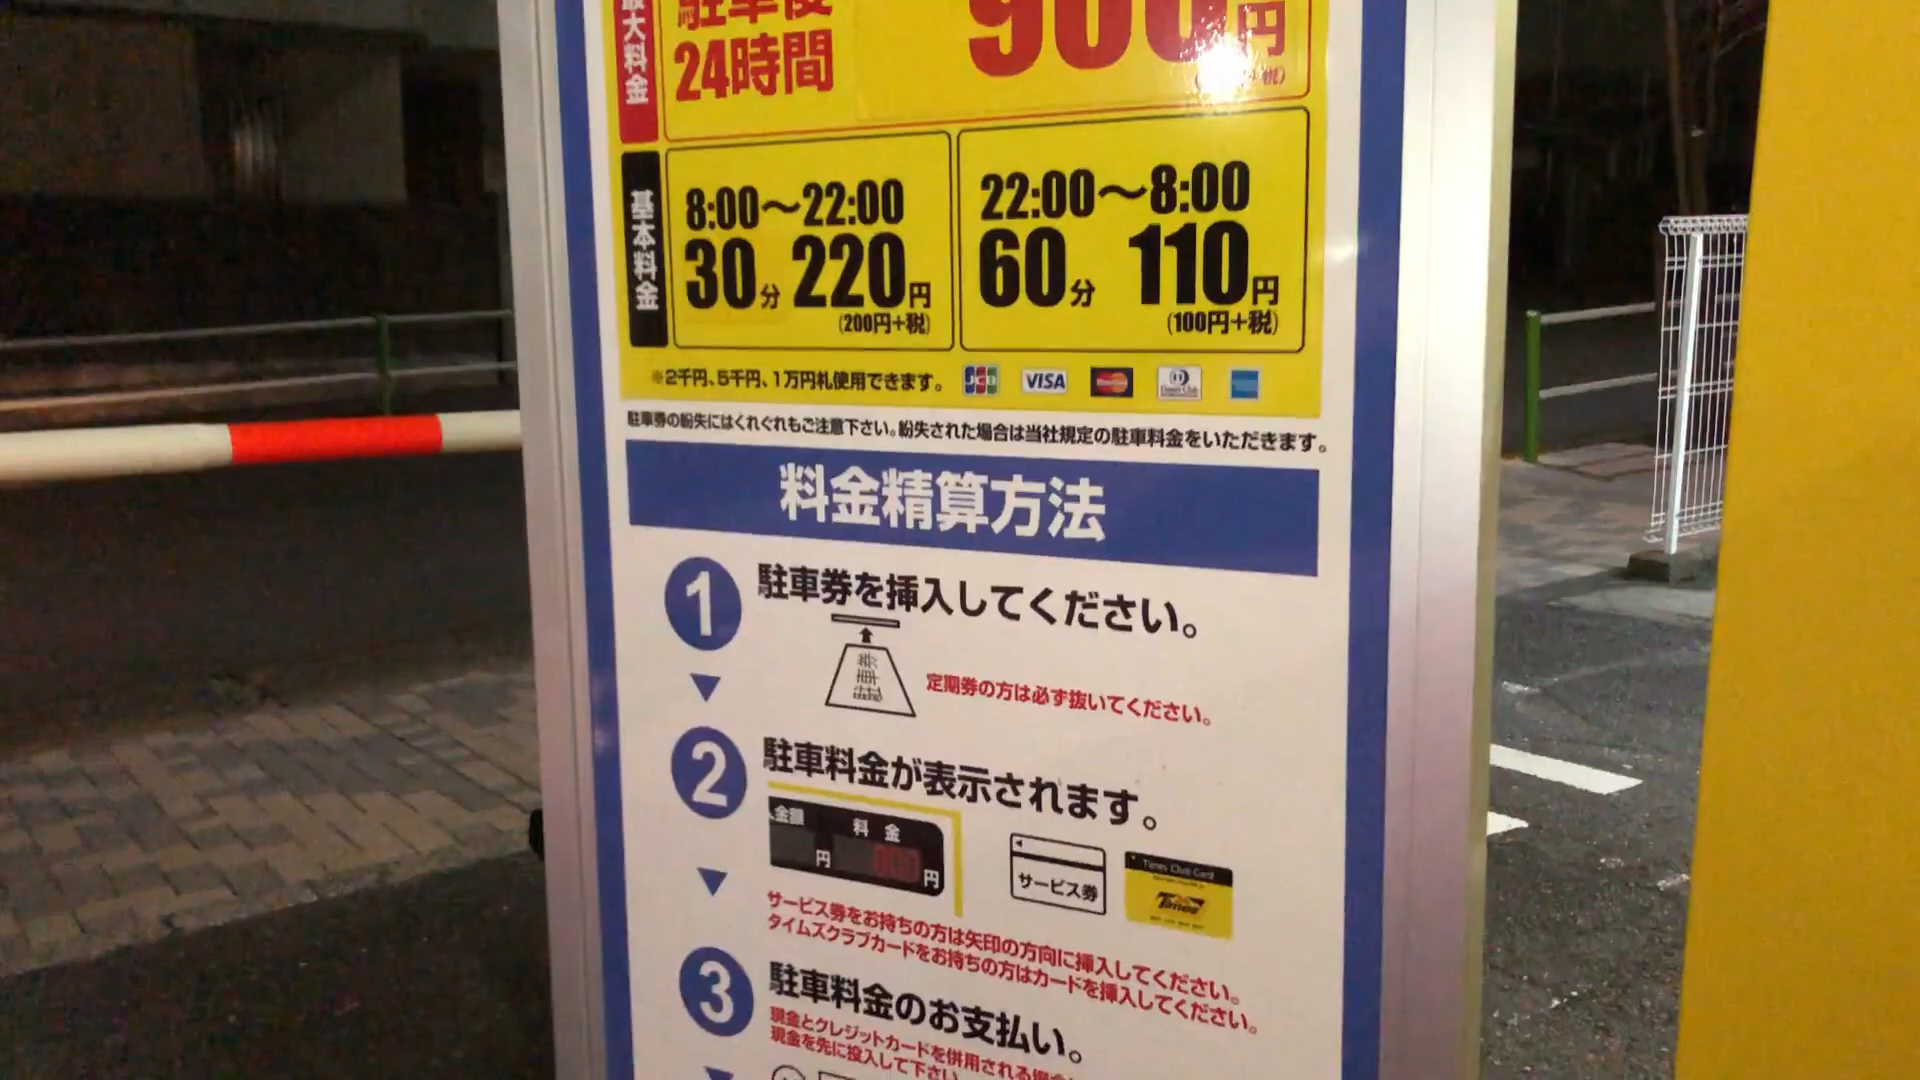 最大料金
駐車後
24時間
900円
基本料金
8:00～22:00
30分 220円
(200円+税)
22:00～8:00
60分 110円
(100円+税)
※2千円、5千円、1万円札使用できます。
JCB VISA MasterCard
駐車券の紛失にはくれぐれもご注意下さい。紛失された場合は当社規定の駐車料金をいただきます。
料金精算方法
1 駐車券を挿入してください。
駐車券
定期券の方は必ず抜いてください。
2 駐車料金が表示されます。
金額 料金
円 円
サービス券
Times Club Card
Times
サービス券をお持ちの方は矢印の方向に挿入してください。
タイムズクラブカードをお持ちの方はカードを挿入してください。
3 駐車料金のお支払い。
現金とクレジットカードを併用される場合
現金を先に投入して下さい